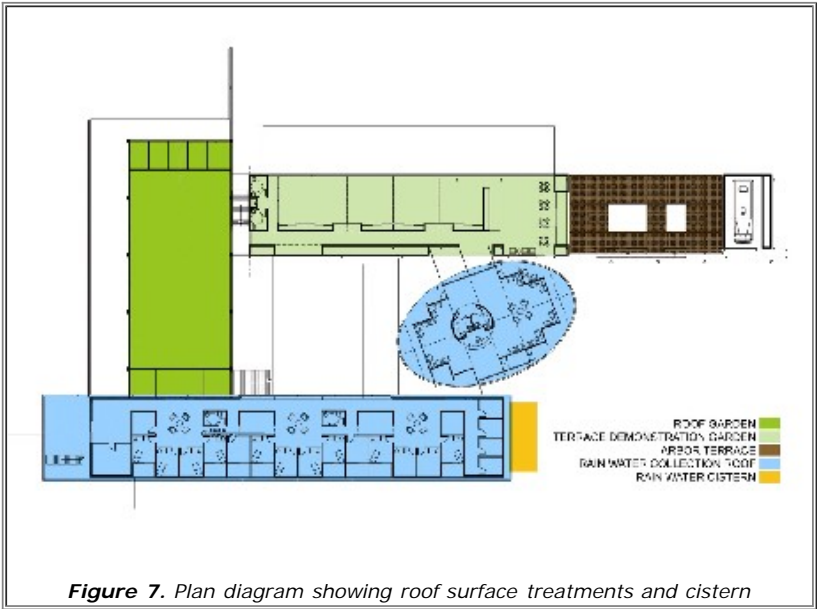 ROOF GARDEN
TERRACE DEMONSTRATION GARDEN
ARBOR TERRACE
RAIN WATER COLLECTION ROOF
RAIN WATER CISTERN
Figure 7. Plan diagram showing roof surface treatments and cistern